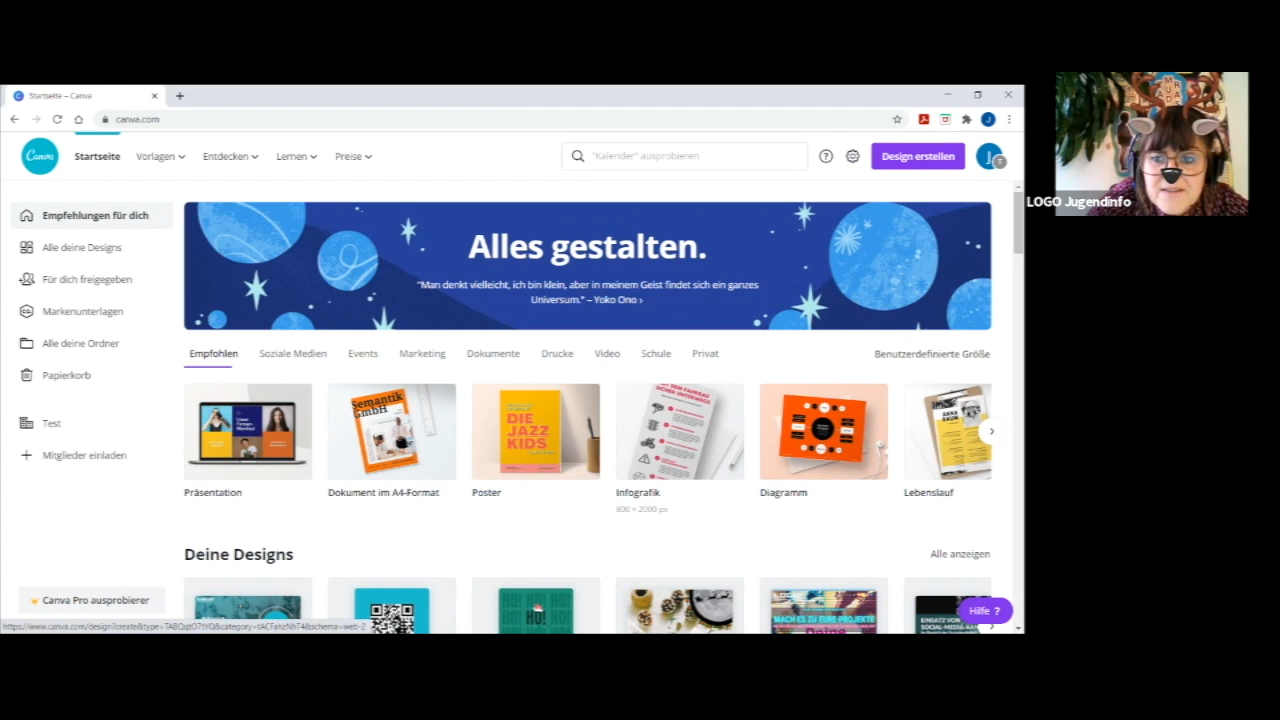 Startseite – Canva
canva.com
Canva
Startseite
Vorlagen
Entdecken
Lernen
Preise
"Kalender" ausprobieren
Design erstellen
J
LOGO Jugendinfo
Empfehlungen für dich
Alle deine Designs
Für dich freigegeben
Markenunterlagen
Alle deine Ordner
Papierkorb
Test
Mitglieder einladen
Canva Pro ausprobierer
Alles gestalten.
"Man denkt vielleicht, ich bin klein, aber in meinem Geist findet sich ein ganzes
Universum." – Yoko Ono ›
Empfohlen
Soziale Medien
Events
Marketing
Dokumente
Drucke
Video
Schule
Privat
Benutzerdefinierte Größe
Semantik
GmbH
DIE
JAZZ
KIDS
Präsentation
Dokument im A4-Format
Poster
Infografik
800 × 2000 px
Diagramm
Lebenslauf
Deine Designs
Alle anzeigen
HO! HO! HO!
HO!
MACH ES ZU EURE PROJEKTE
Deine
EINSATZ VON
Hilfe ?